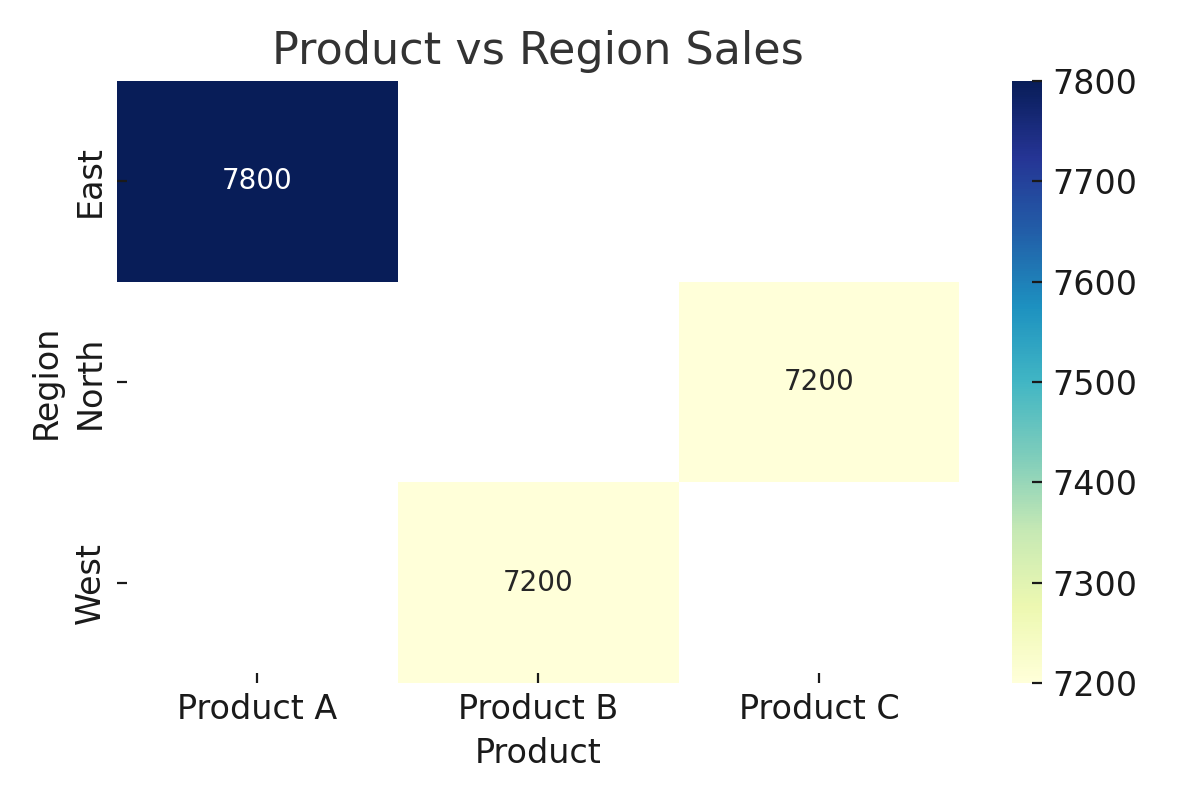 Product vs Region Sales
Region
East
7800
North
7200
West
7200
Product A
Product B
Product C
Product
7800
7700
7600
7500
7400
7300
7200